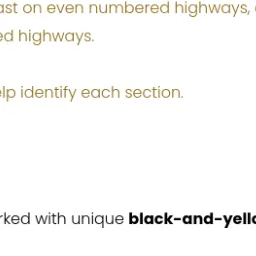 ast on even numbered highways,
ed highways.
elp identify each section.
rked with unique black-and-yello